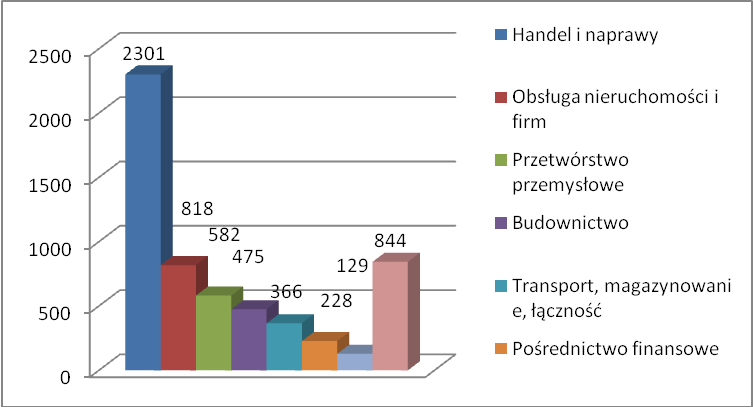 2500
2000
1500
1000
500
0
2301
818
582
475
366
228
129
844
Handel i naprawy
Obsługa nieruchomości i
firm
Przetwórstwo
przemysłowe
Budownictwo
Transport, magazynowani
e, łączność
Pośrednictwo finansowe